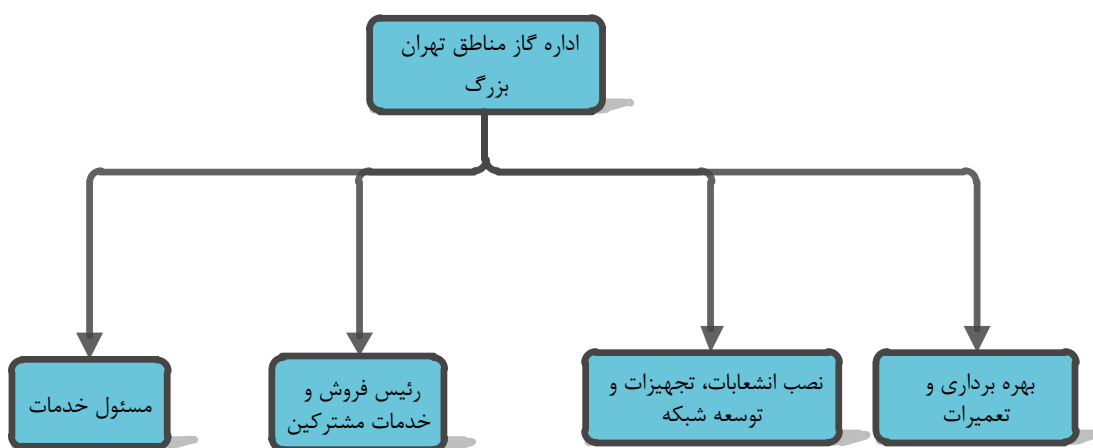 اداره گاز مناطق تهران
بزرگ
بهره برداری و
تعمیرات
نصب انشعابات، تجهیزات و
توسعه شبکه
رئیس فروش و
خدمات مشترکین
مسئول خدمات